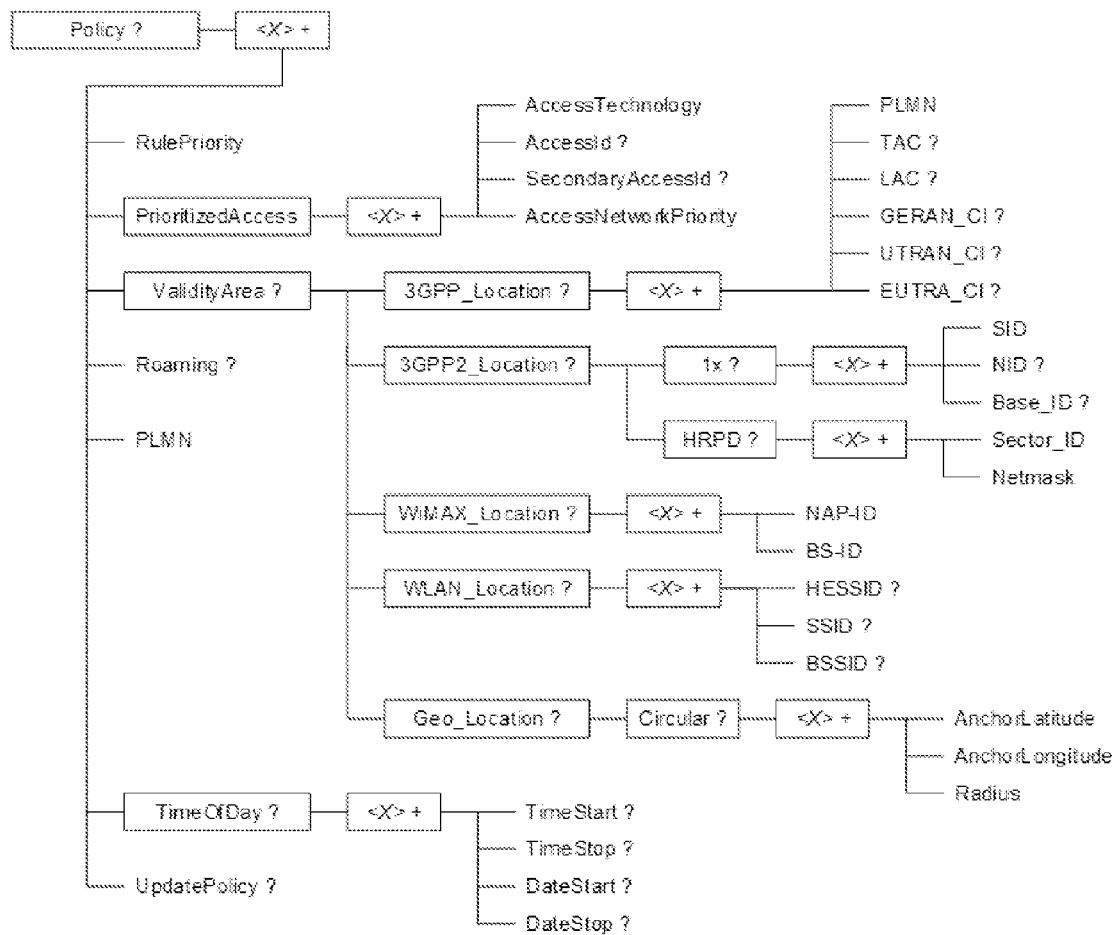 Policy ? <X> +
AccessTechnology PLMN
RulePriority AccessId ? TAC ?
SecondaryAccessId ? LAC ?
PrioritizedAccess <X> + AccessNetworkPriority GERAN_CI ?
UTRAN_CI ?
ValidityArea ? 3GPP_Location ? <X> + EUTRA_CI ?
SID
Roaming ? 3GPP2_Location ? 1x ? <X> + NID ?
Base_ID ?
PLMN HRPD ? <X> + Sector_ID
Netmask
WiMAX_Location ? <X> + NAP-ID
BS-ID
WLAN_Location ? <X> + HESSID ?
SSID ?
BSSID ?
Geo_Location ? Circular ? <X> + AnchorLatitude
AnchorLongitude
Radius
TimeOfDay ? <X> + TimeStart ?
TimeStop ?
UpdatePolicy ? DateStart ?
DateStop ?